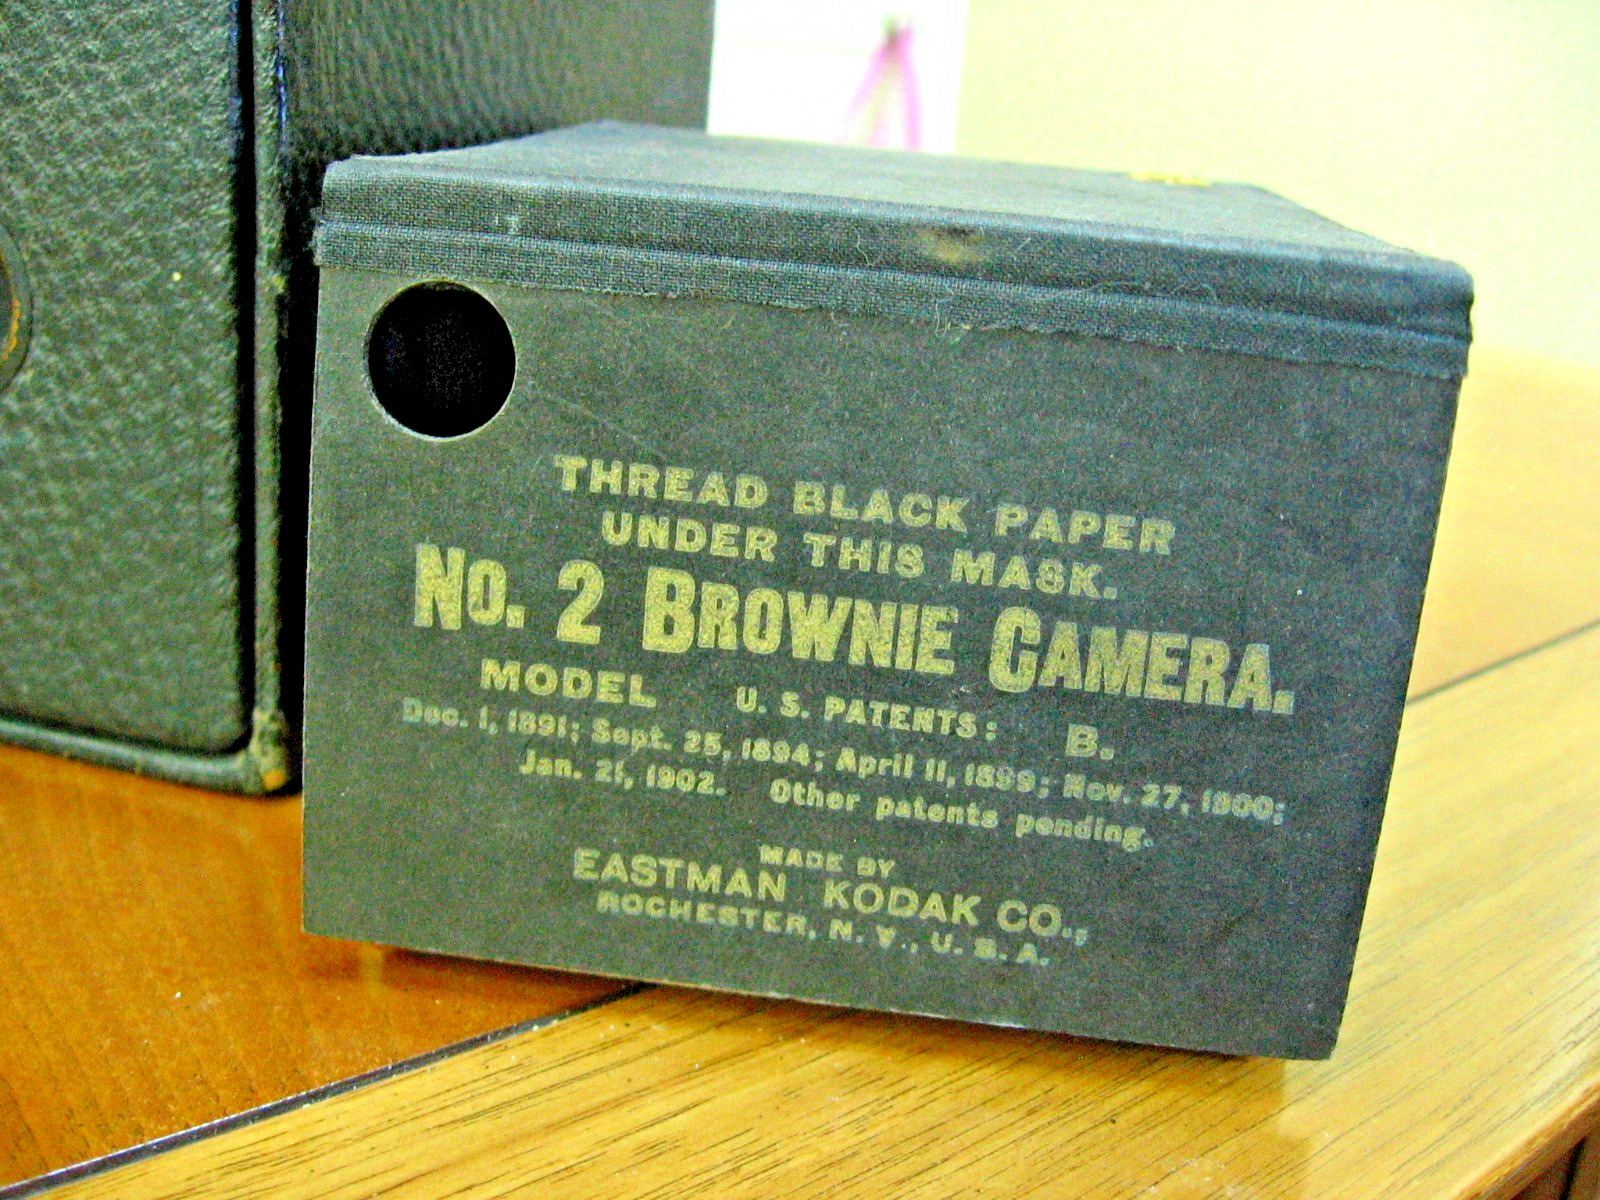 THREAD BLACK PAPER
UNDER THIS MASK.
No. 2 BROWNIE CAMERA.
MODEL U. S. PATENTS: B.
Dec. 1, 1891; Sept. 25, 1894; April 11, 1899; Nov. 27, 1900;
Jan. 21, 1902. Other patents pending.
MADE BY
EASTMAN KODAK CO.,
ROCHESTER, N. Y., U. S. A.